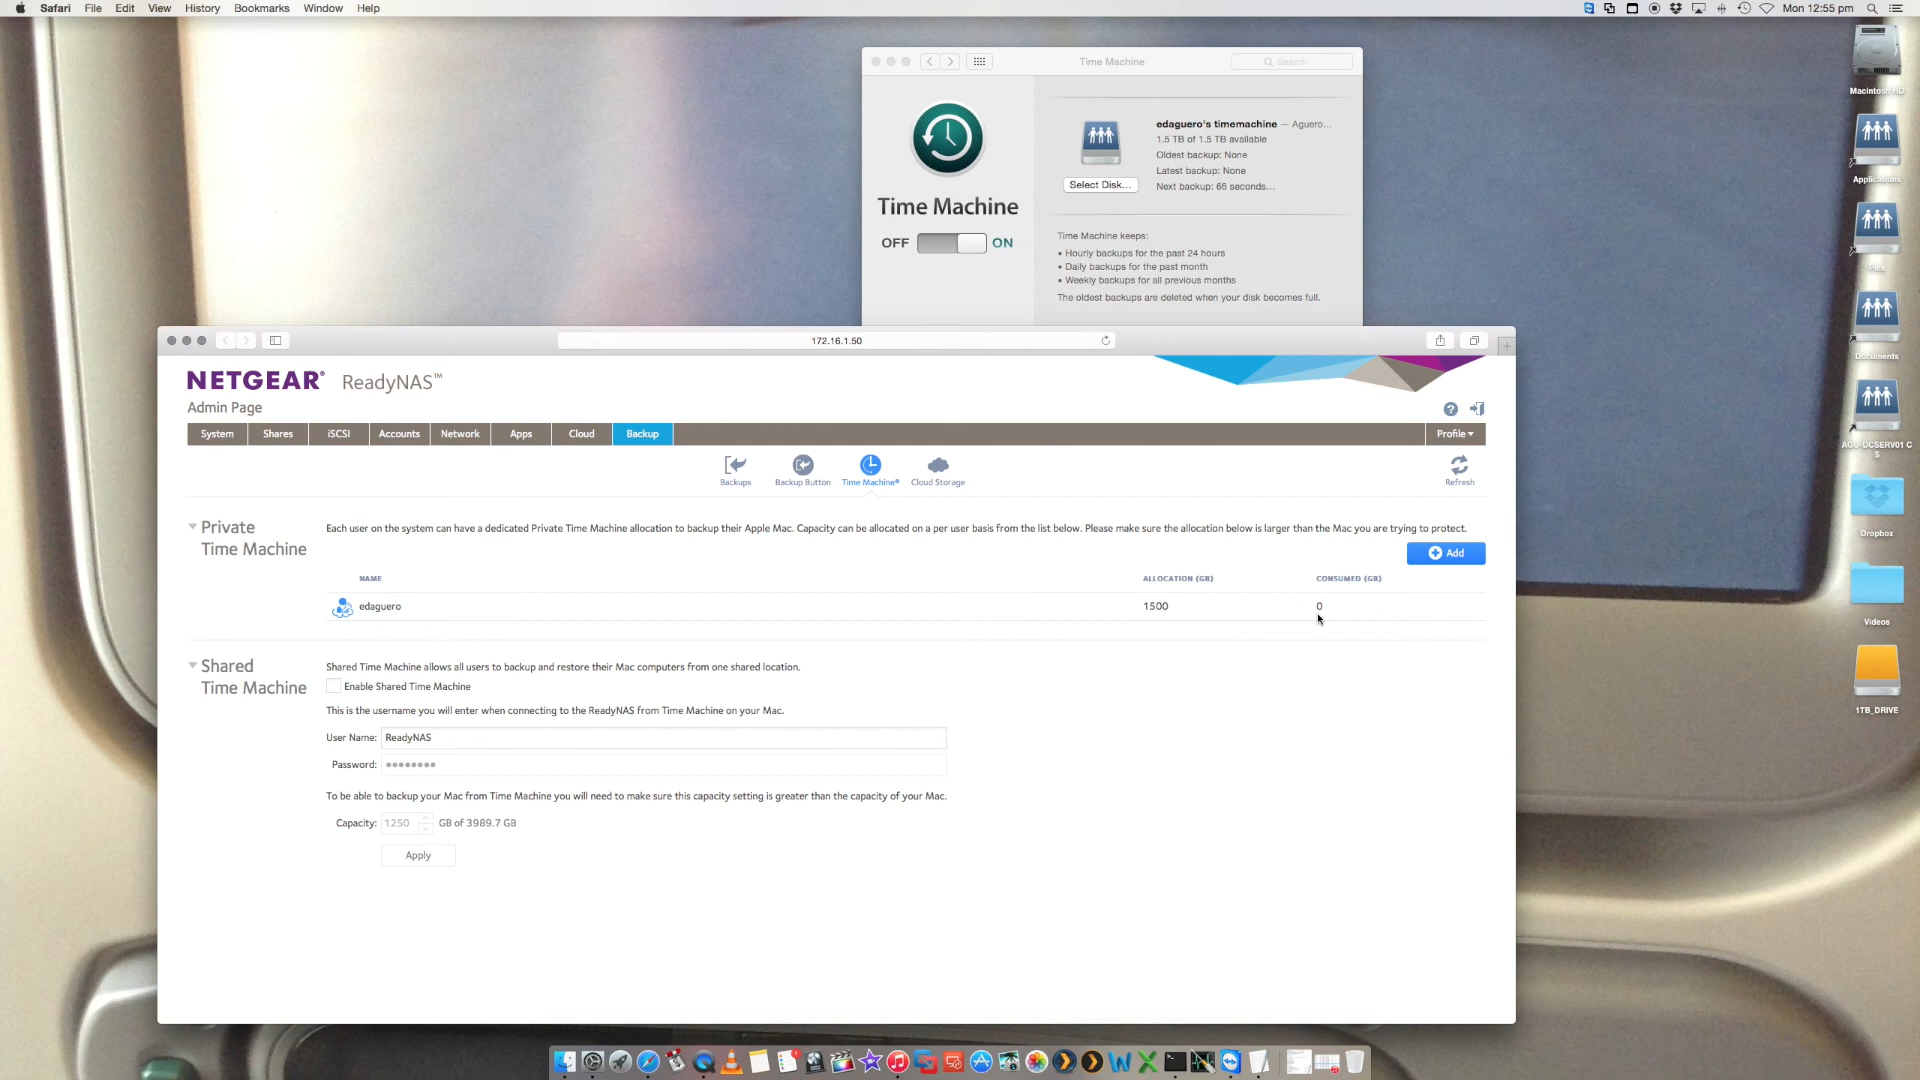 Safari File Edit View History Bookmarks Window Help
Mon 12:55 pm
Time Machine
Search
edaguero's timemachine — Aguero...
1.5 TB of 1.5 TB available
Oldest backup: None
Latest backup: None
Next backup: 66 seconds...
Select Disk...
Time Machine
OFF ON
Time Machine keeps:
• Hourly backups for the past 24 hours
• Daily backups for the past month
• Weekly backups for all previous months
The oldest backups are deleted when your disk becomes full.
172.16.1.50
NETGEAR® ReadyNAS™
Admin Page
System Shares iSCSI Accounts Network Apps Cloud Backup Profile
Backups Backup Button Time Machine® Cloud Storage Refresh
Private
Time Machine
Each user on the system can have a dedicated Private Time Machine allocation to backup their Apple Mac. Capacity can be allocated on a per user basis from the list below. Please make sure the allocation below is larger than the Mac you are trying to protect.
Add
NAME ALLOCATION (GB) CONSUMED (GB)
edaguero 1500 0
Shared
Time Machine
Shared Time Machine allows all users to backup and restore their Mac computers from one shared location.
Enable Shared Time Machine
This is the username you will enter when connecting to the ReadyNAS from Time Machine on your Mac.
User Name: ReadyNAS
Password: ••••••••
To be able to backup your Mac from Time Machine you will need to make sure this capacity setting is greater than the capacity of your Mac.
Capacity: 1250 GB of 3989.7 GB
Apply
Macintosh HD
Applications
Plex
Documents
AGU-DCSERV01 C
S
Dropbox
Videos
1TB_DRIVE